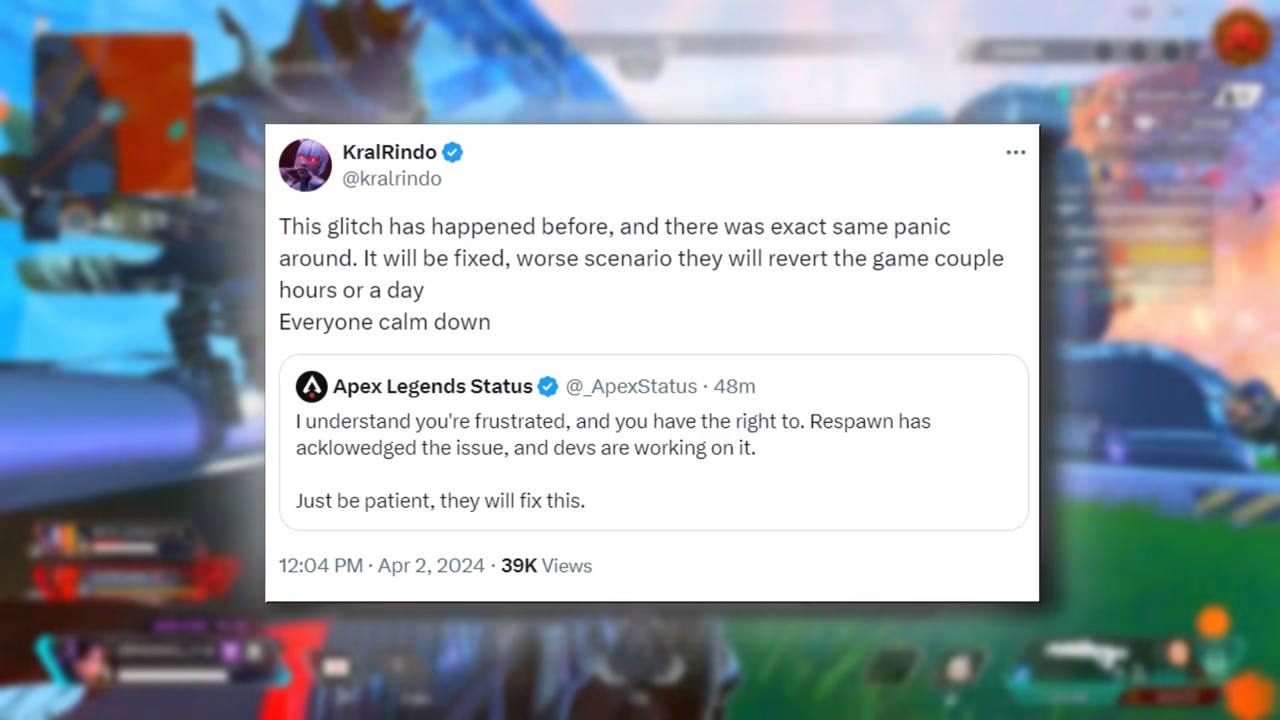 KralRindo
@kralrindo
This glitch has happened before, and there was exact same panic
around. It will be fixed, worse scenario they will revert the game couple
hours or a day
Everyone calm down
Apex Legends Status @_ApexStatus · 48m
I understand you're frustrated, and you have the right to. Respawn has
acklowedged the issue, and devs are working on it.
Just be patient, they will fix this.
12:04 PM · Apr 2, 2024 · 39K Views